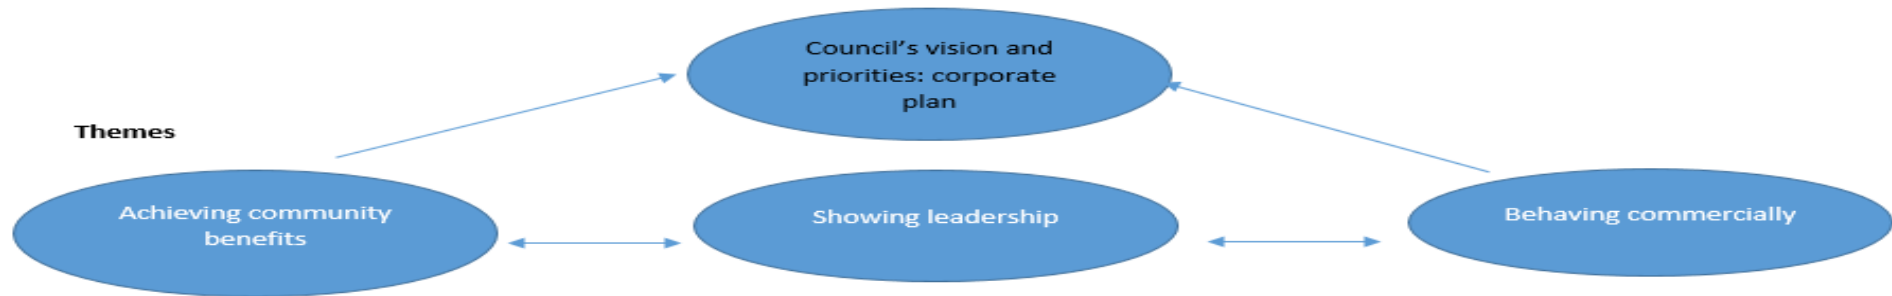 Council's vision and
priorities: corporate
plan
Themes
Achieving community
benefits
Showing leadership
Behaving commercially